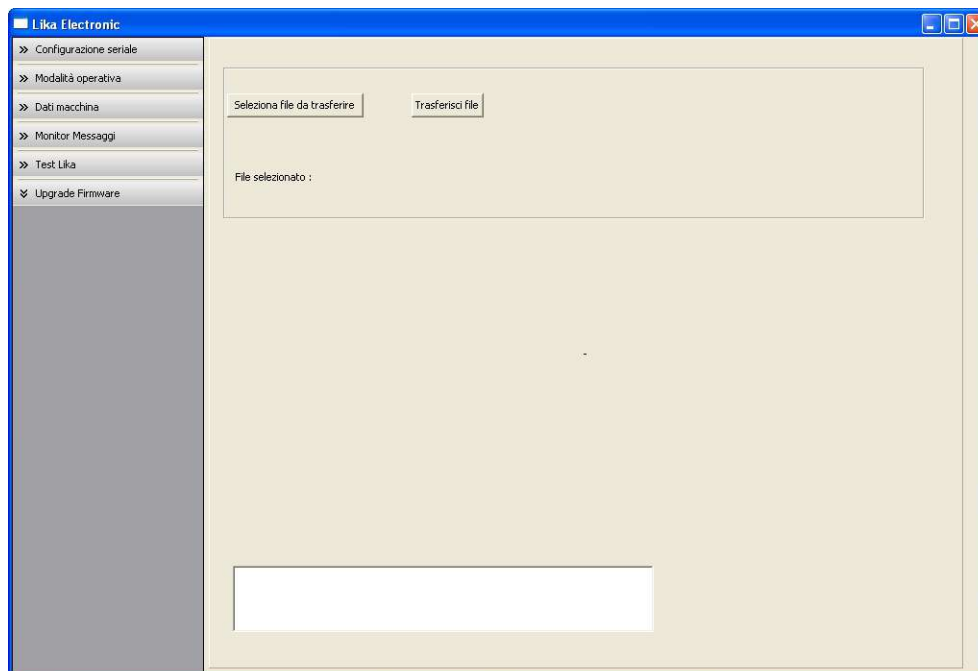 Lika Electronic
Configurazione seriale
Modalità operativa
Dati macchina
Monitor Messaggi
Test Lika
Upgrade Firmware
Seleziona file da trasferire
Trasferisci file
File selezionato :
-